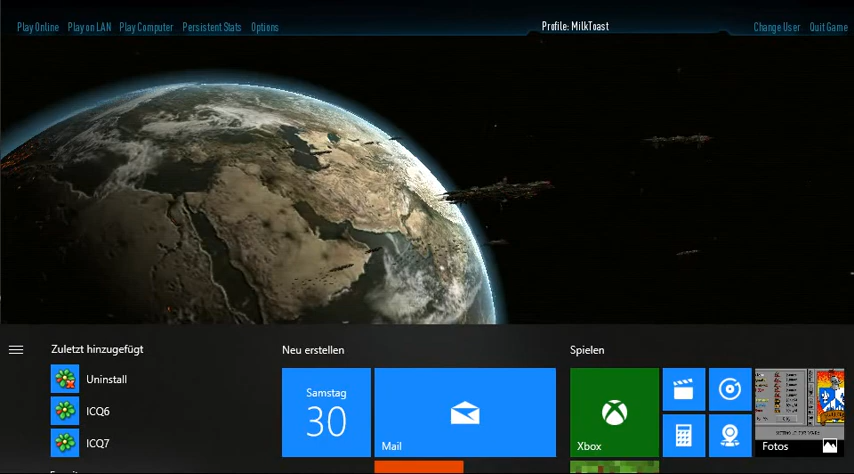 Play Online Play on LAN Play Computer Persistent Stats Options Profile: MilkToast Change User Quit Game
Zuletzt hinzugefügt
Uninstall
ICQ6
ICQ7
Neu erstellen
Samstag
30
Mail
Spielen
Xbox
Fotos